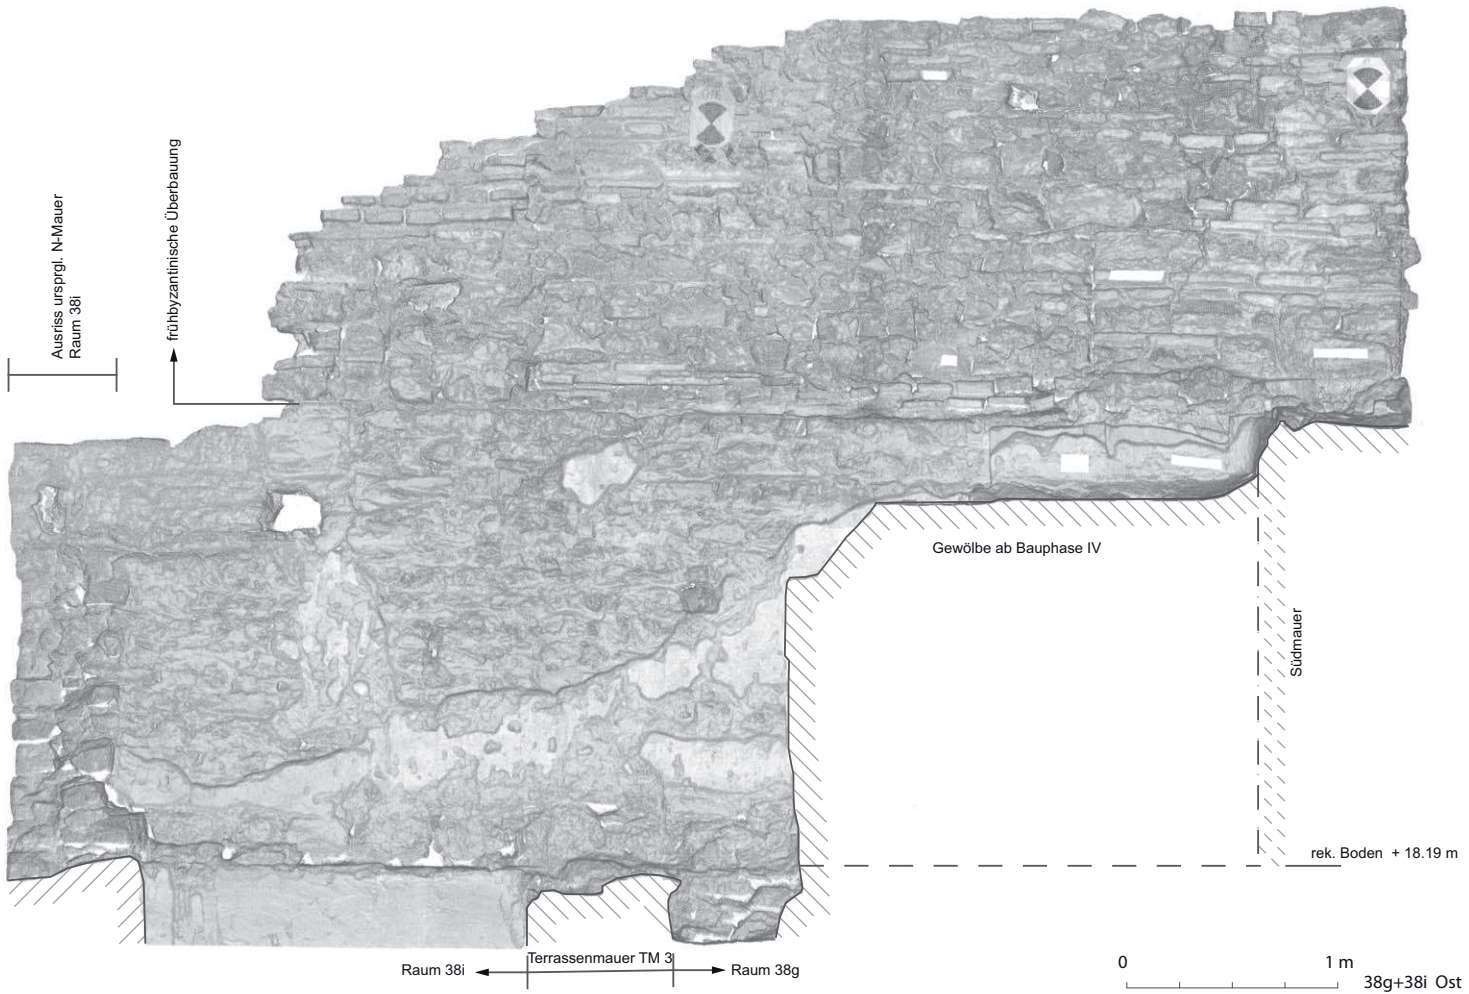 frühbyzantinische Überbauung
Ausriss ursprgl. N-Mauer
Raum 38i
Gewölbe ab Bauphase IV
Südmauer
rek. Boden + 18.19 m
Terrassenmauer TM 3
Raum 38i
Raum 38g
0
1 m
38g+38i Ost